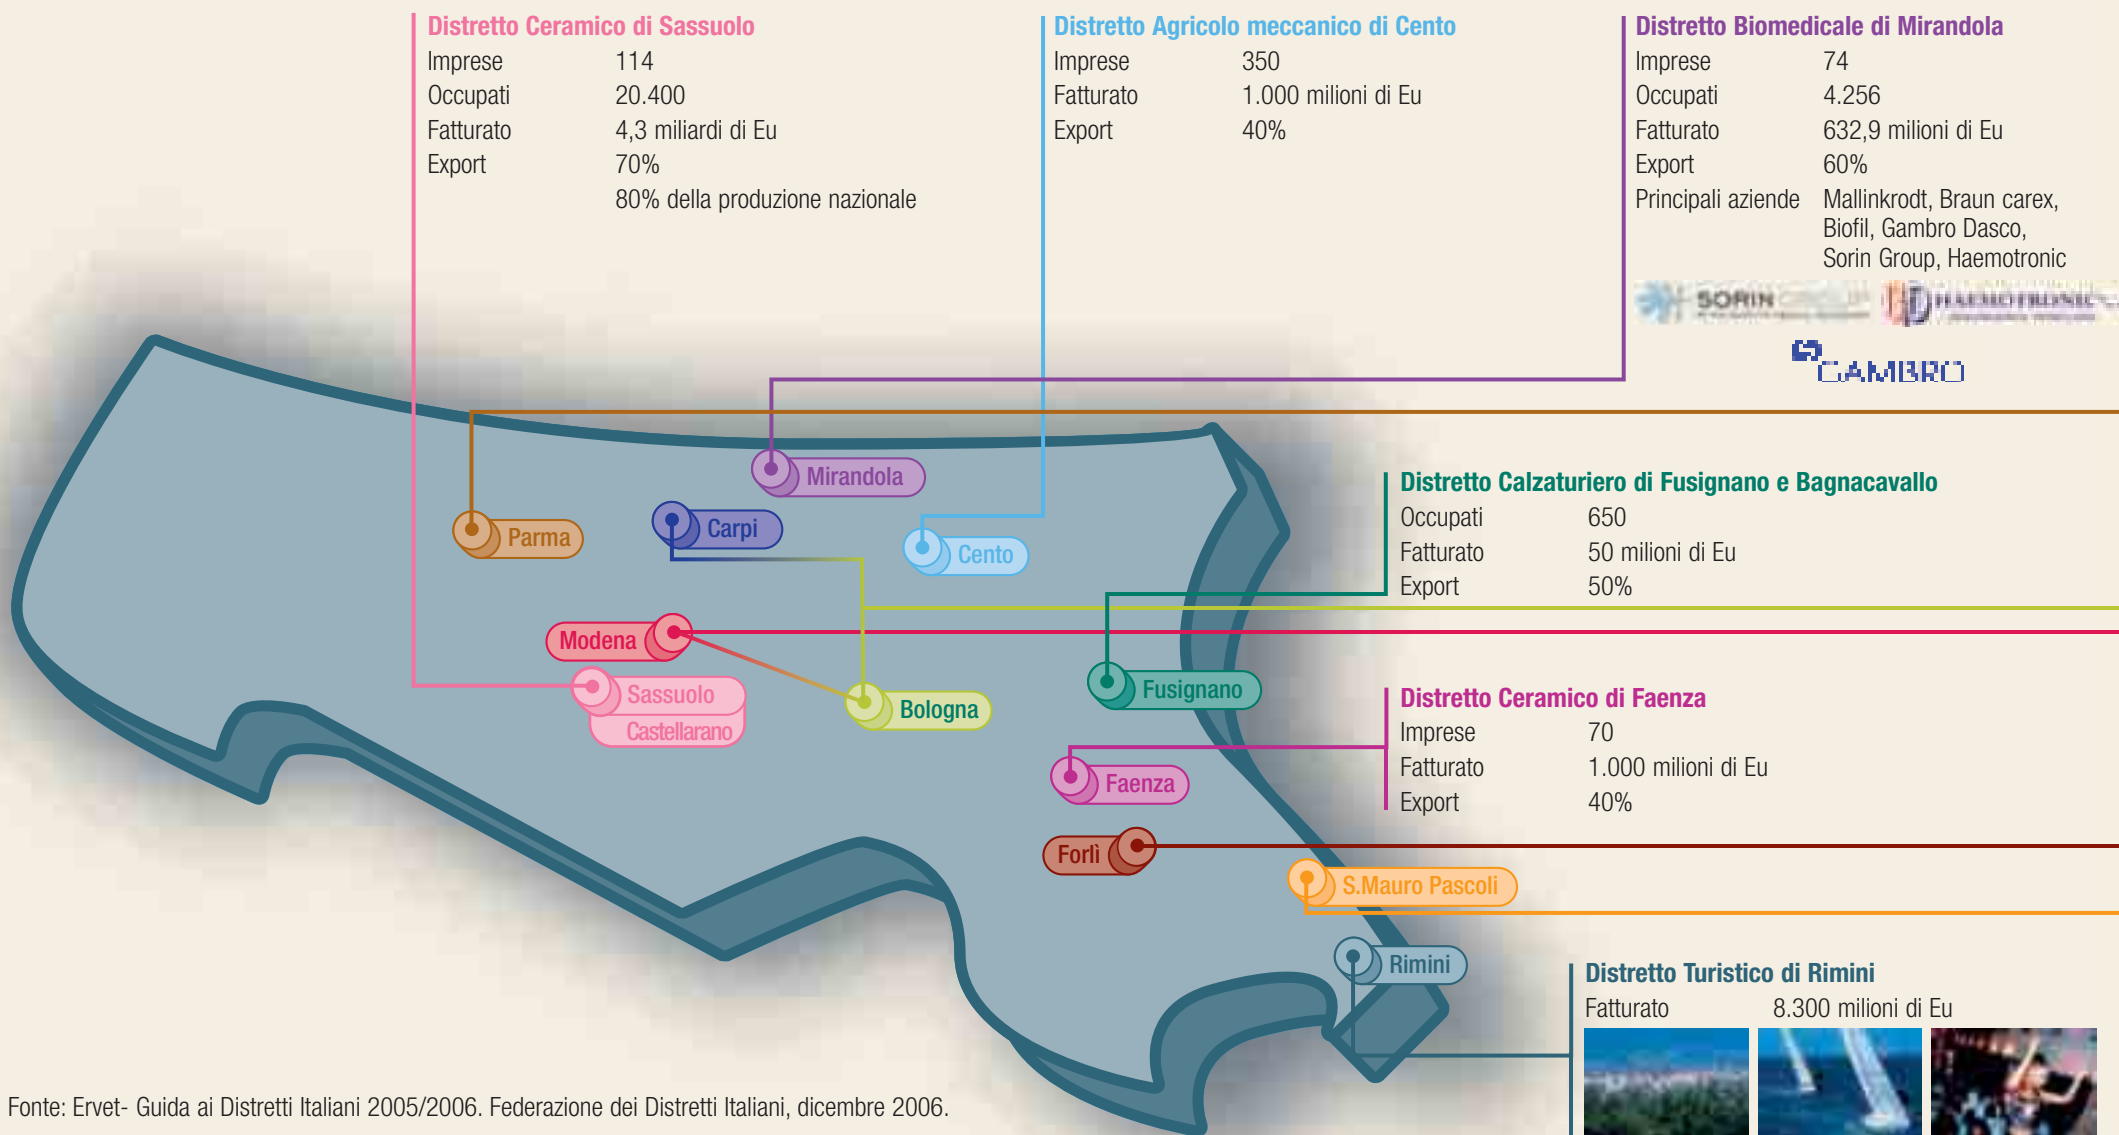 Distretto Ceramico di Sassuolo
Imprese 114
Occupati 20.400
Fatturato 4,3 miliardi di Eu
Export 70%
80% della produzione nazionale
Distretto Agricolo meccanico di Cento
Imprese 350
Fatturato 1.000 milioni di Eu
Export 40%
Distretto Biomedicale di Mirandola
Imprese 74
Occupati 4.256
Fatturato 632,9 milioni di Eu
Export 60%
Principali aziende Mallinkrodt, Braun carex,
Biofil, Gambro Dasco,
Sorin Group, Haemotronic
SORIN GROUP
HAEMOTRONIC
GAMBRO
Mirandola
Parma
Carpi
Cento
Modena
Sassuolo
Castellarano
Bologna
Fusignano
Faenza
Forlì
S.Mauro Pascoli
Rimini
Distretto Calzaturiero di Fusignano e Bagnacavallo
Occupati 650
Fatturato 50 milioni di Eu
Export 50%
Distretto Ceramico di Faenza
Imprese 70
Fatturato 1.000 milioni di Eu
Export 40%
Distretto Turistico di Rimini
Fatturato 8.300 milioni di Eu
Fonte: Ervet- Guida ai Distretti Italiani 2005/2006. Federazione dei Distretti Italiani, dicembre 2006.